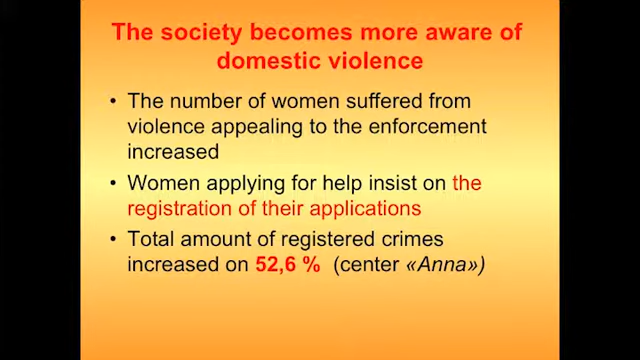 The society becomes more aware of
domestic violence
• The number of women suffered from
violence appealing to the enforcement
increased
• Women applying for help insist on the
registration of their applications
• Total amount of registered crimes
increased on 52,6 % (center «Anna»)